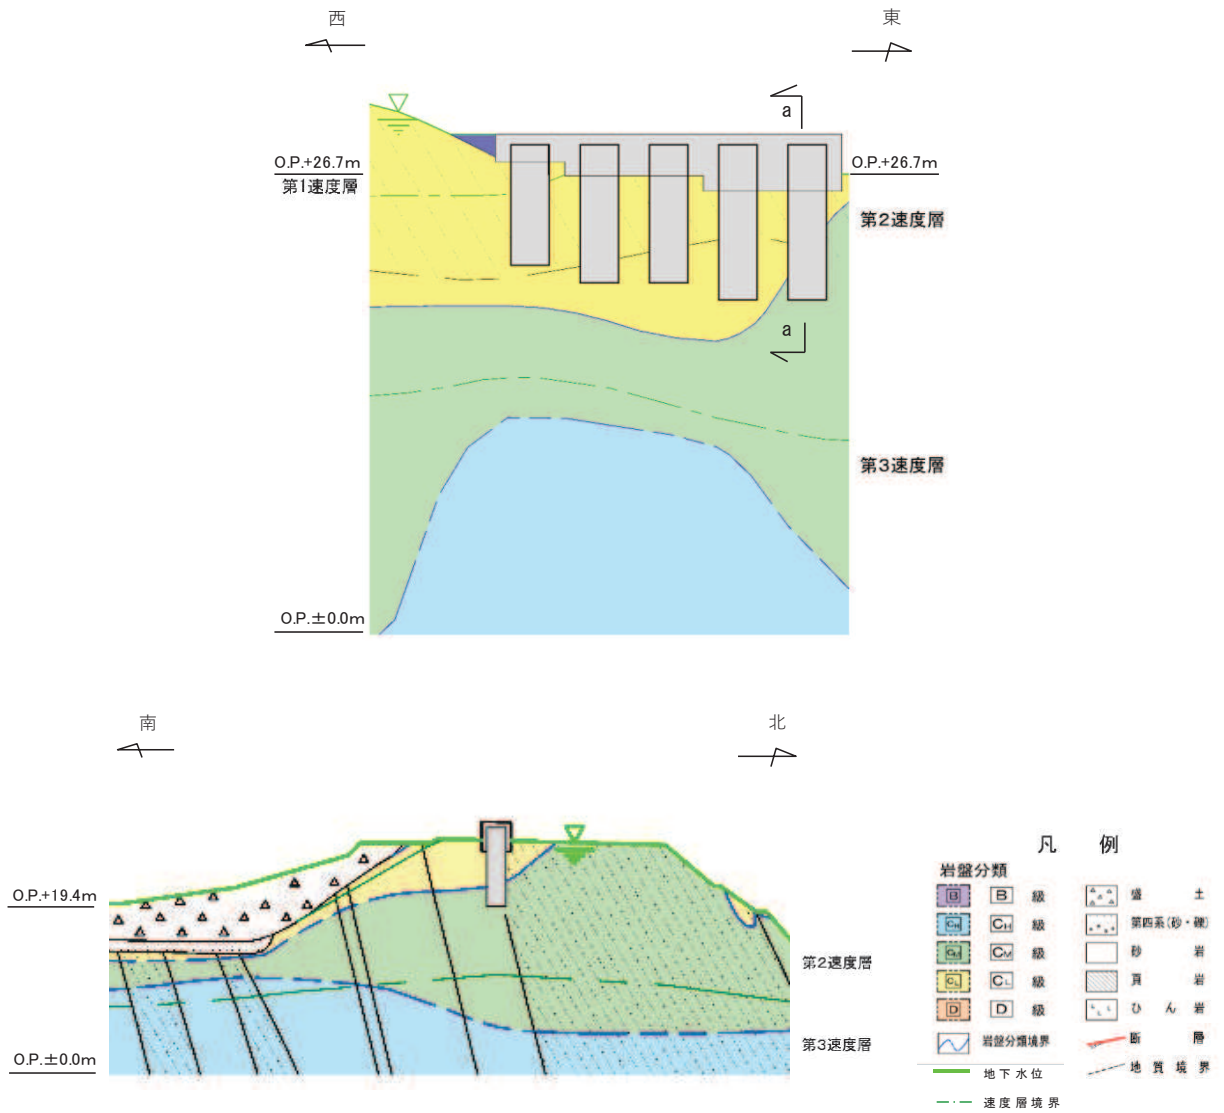 西
東
a
O.P.+26.7m
第1速度層
O.P.+26.7m
第2速度層
a
第3速度層
O.P.±0.0m
南
北
O.P.+19.4m
第2速度層
第3速度層
O.P.±0.0m
凡 例
岩盤分類
B B 級
CH CH 級
CM CM 級
CL CL 級
D D 級
岩盤分類境界
地下水位
速度層境界
盛 土
第四系(砂・礫)
砂 岩
頁 岩
ひ ん 岩
断 層
地 質 境 界